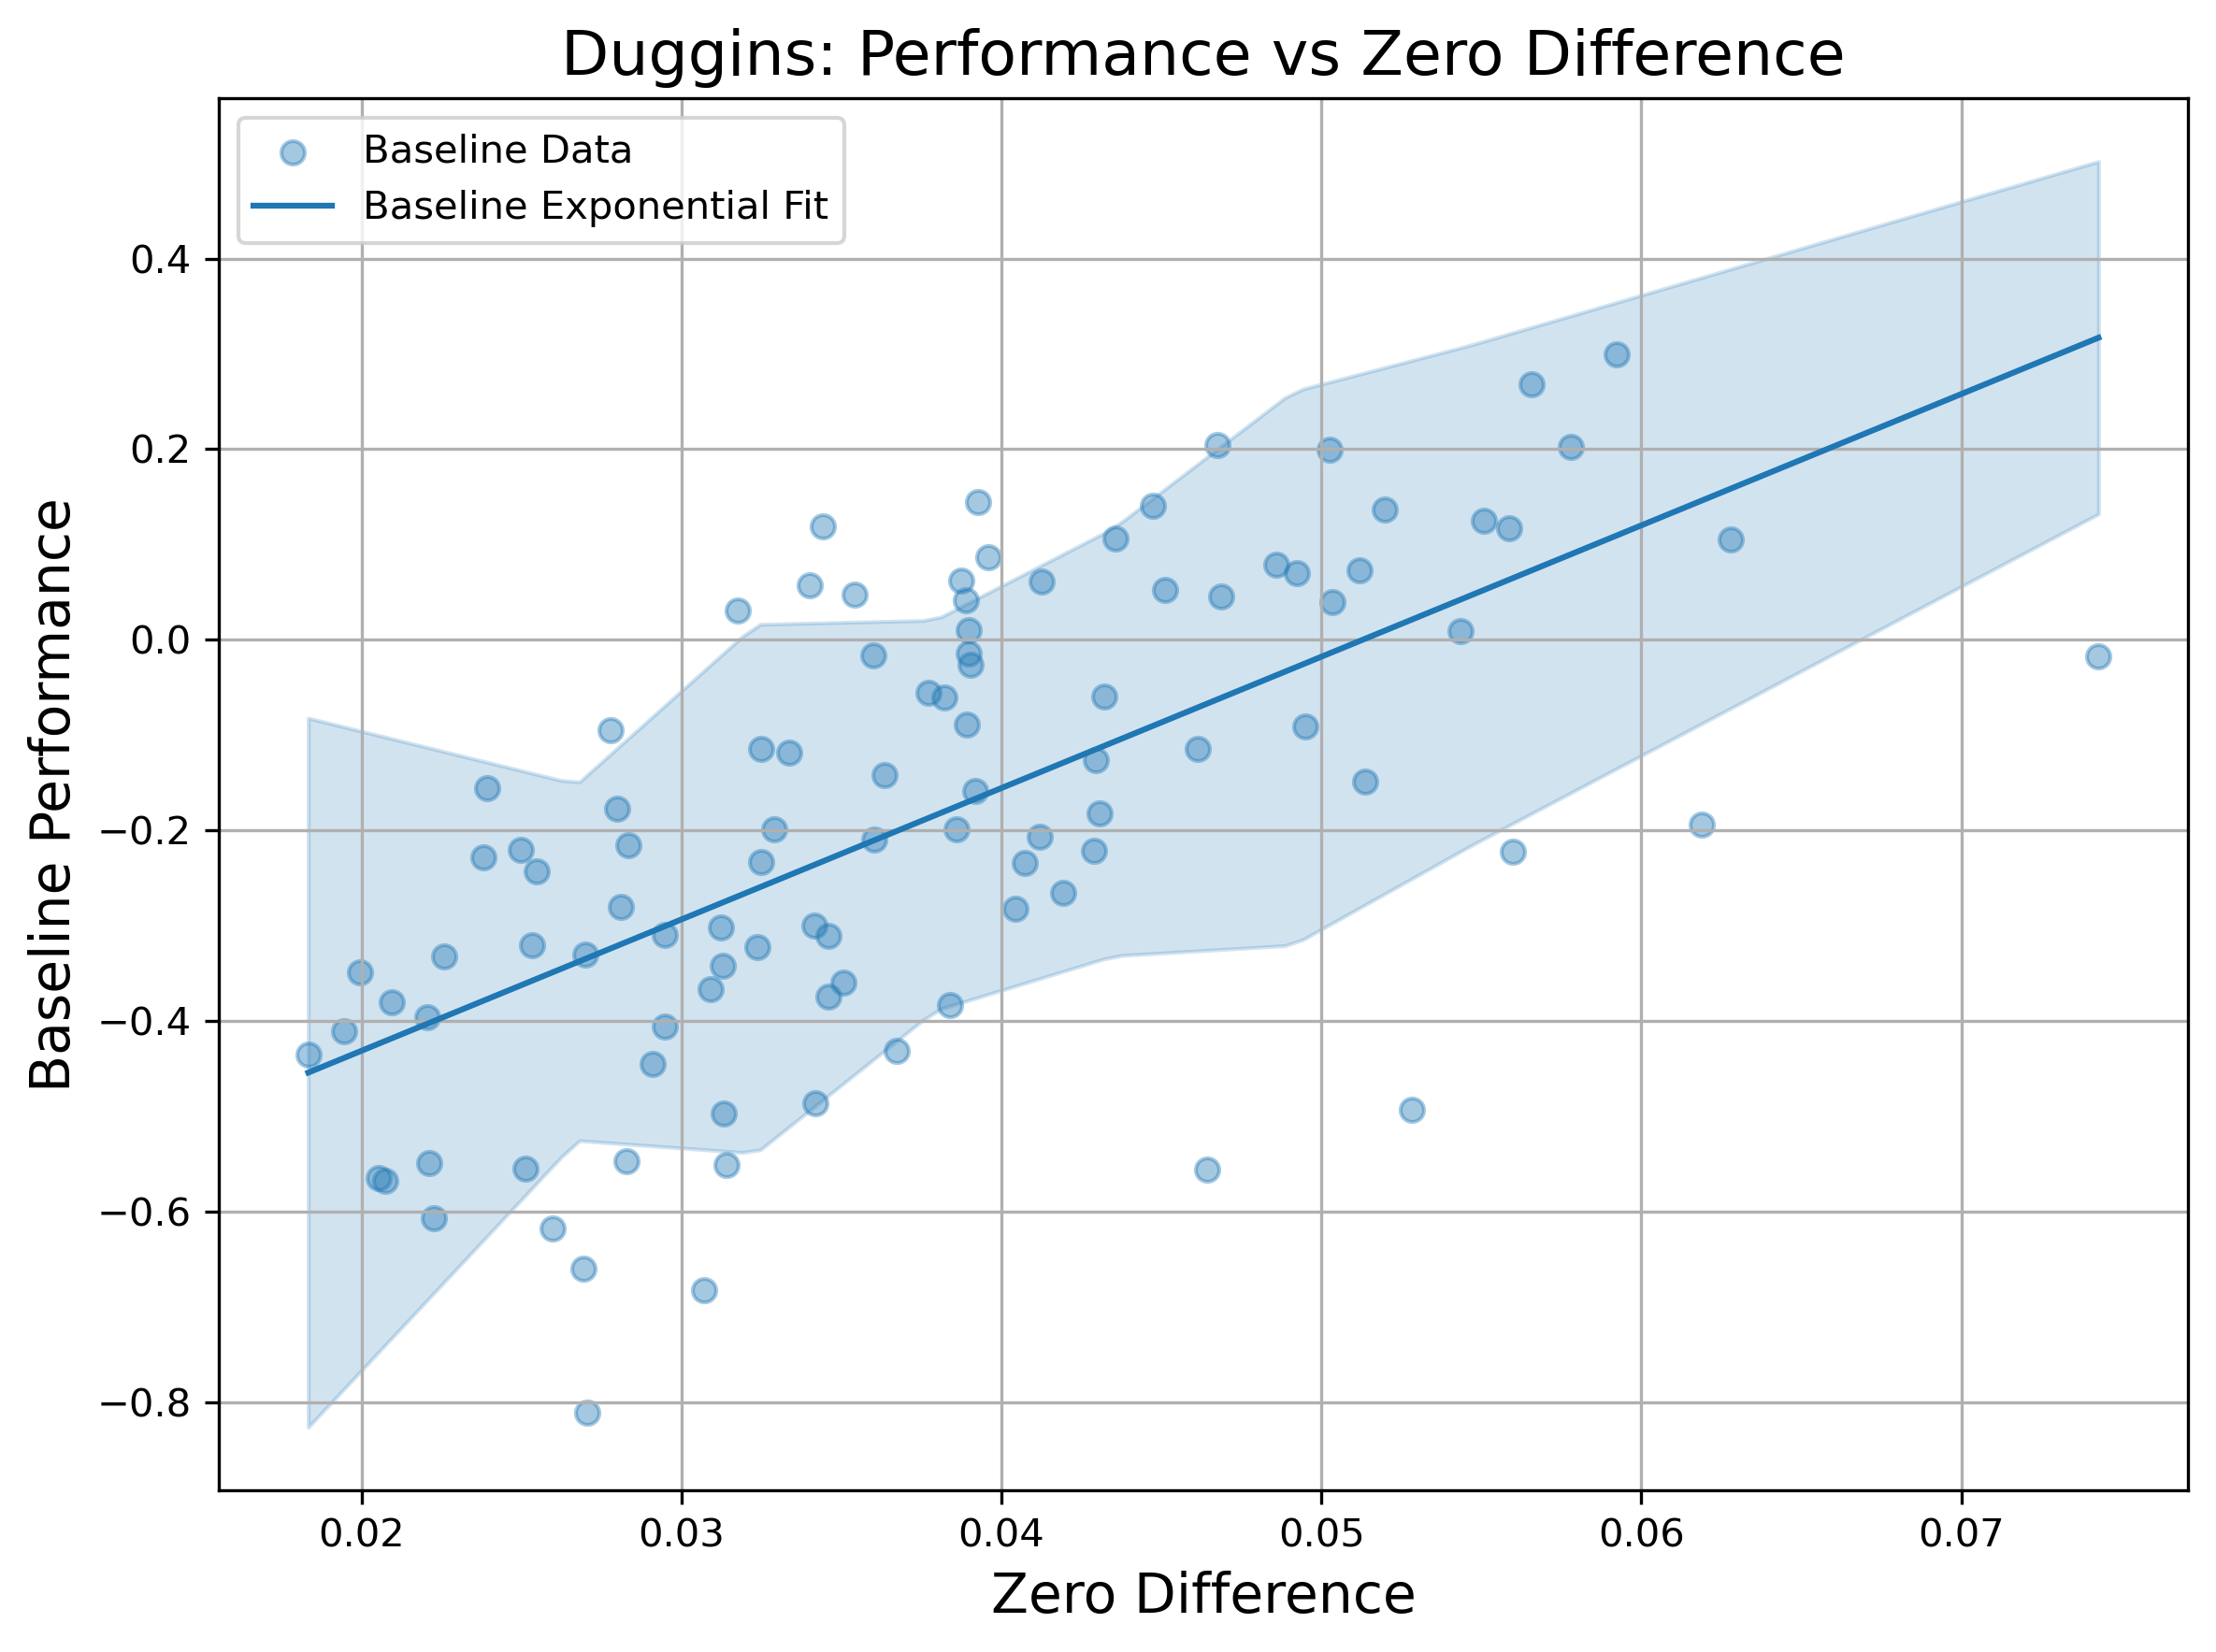 Duggins: Performance vs Zero Difference
Baseline Data
Baseline Exponential Fit
Baseline Performance
0.4
0.2
0.0
−0.2
−0.4
−0.6
−0.8
0.02 0.03 0.04 0.05 0.06 0.07
Zero Difference